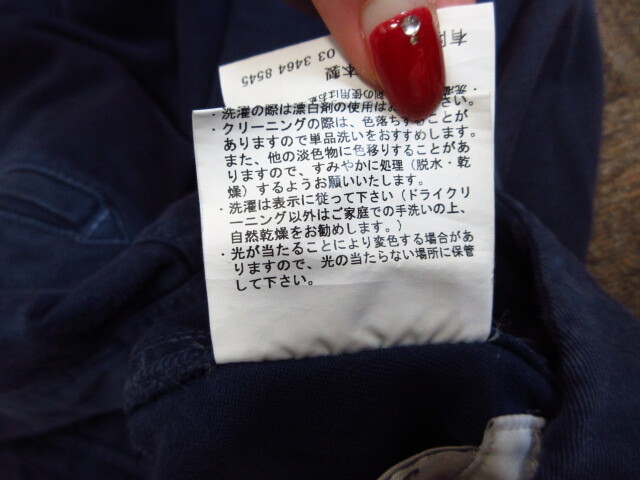 有限
本製
03 3464 8545
・洗濯の際は漂白剤の使用はお さい。
・クリーニングの際は、色落ちすることが
ありますので単品洗いをおすすめします。
また、他の淡色物に色移りすることがあ
りますので、すみやかに処理（脱水・乾
燥）するようお願いいたします。
・洗濯は表示に従って下さい（ドライクリ
ーニング以外はご家庭での手洗いの上、
自然乾燥をお勧めします。）
・光が当たることにより変色する場合があ
りますので、光の当たらない場所に保管
して下さい。